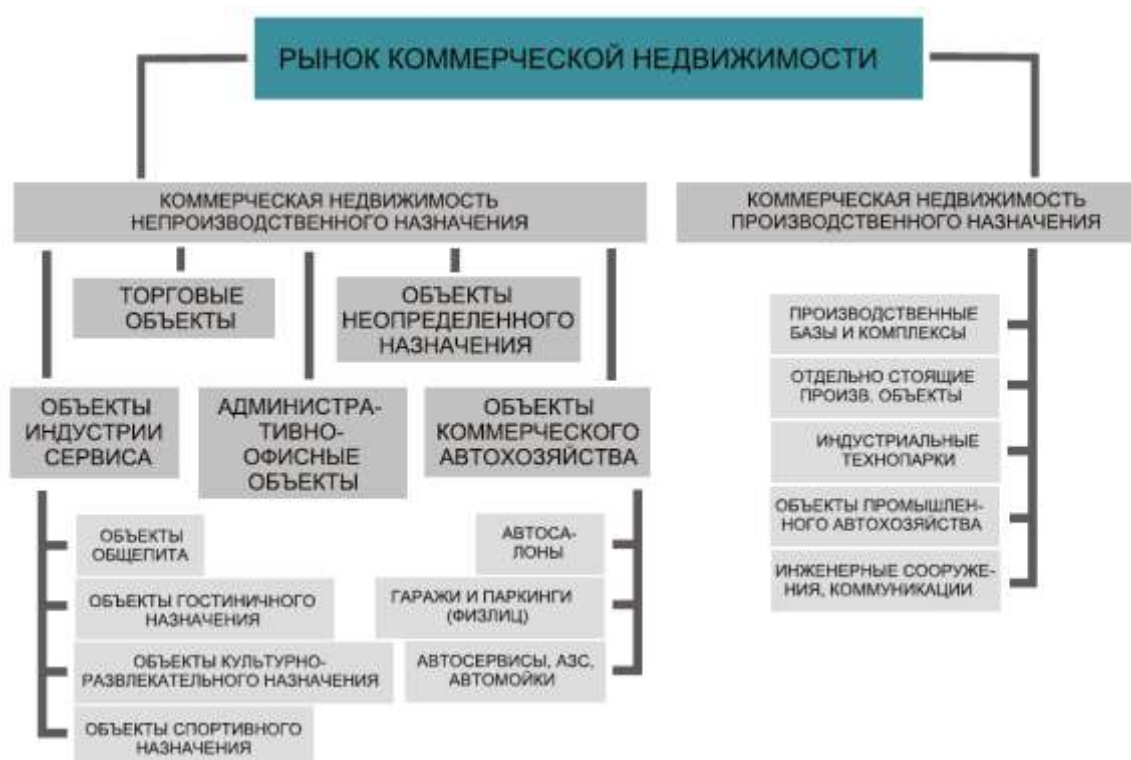 РЫНОК КОММЕРЧЕСКОЙ НЕДВИЖИМОСТИ
КОММЕРЧЕСКАЯ НЕДВИЖИМОСТЬ
НЕПРОИЗВОДСТВЕННОГО НАЗНАЧЕНИЯ
КОММЕРЧЕСКАЯ НЕДВИЖИМОСТЬ
ПРОИЗВОДСТВЕННОГО НАЗНАЧЕНИЯ
ТОРГОВЫЕ
ОБЪЕКТЫ
ОБЪЕКТЫ
НЕОПРЕДЕЛЕННОГО
НАЗНАЧЕНИЯ
ОБЪЕКТЫ
ИНДУСТРИИ
СЕРВИСА
АДМИНИСТРА-
ТИВНО-
ОФИСНЫЕ
ОБЪЕКТЫ
ОБЪЕКТЫ
КОММЕРЧЕСКОГО
АВТОХОЗЯЙСТВА
ОБЪЕКТЫ
ОБЩЕПИТА
ОБЪЕКТЫ ГОСТИНИЧНОГО
НАЗНАЧЕНИЯ
ОБЪЕКТЫ КУЛЬТУРНО-
РАЗВЛЕКАТЕЛЬНОГО НАЗНАЧЕНИЯ
ОБЪЕКТЫ СПОРТИВНОГО
НАЗНАЧЕНИЯ
АВТОСА-
ЛОНЫ
ГАРАЖИ И ПАРКИНГИ
(ФИЗЛИЦ)
АВТОСЕРВИСЫ, АЗС,
АВТОМОЙКИ
ПРОИЗВОДСТВЕННЫЕ
БАЗЫ И КОМПЛЕКСЫ
ОТДЕЛЬНО СТОЯЩИЕ
ПРОИЗВ. ОБЪЕКТЫ
ИНДУСТРИАЛЬНЫЕ
ТЕХНОПАРКИ
ОБЪЕКТЫ ПРОМЫШЛЕН-
НОГО АВТОХОЗЯЙСТВА
ИНЖЕНЕРНЫЕ СООРУЖЕ-
НИЯ, КОММУНИКАЦИИ